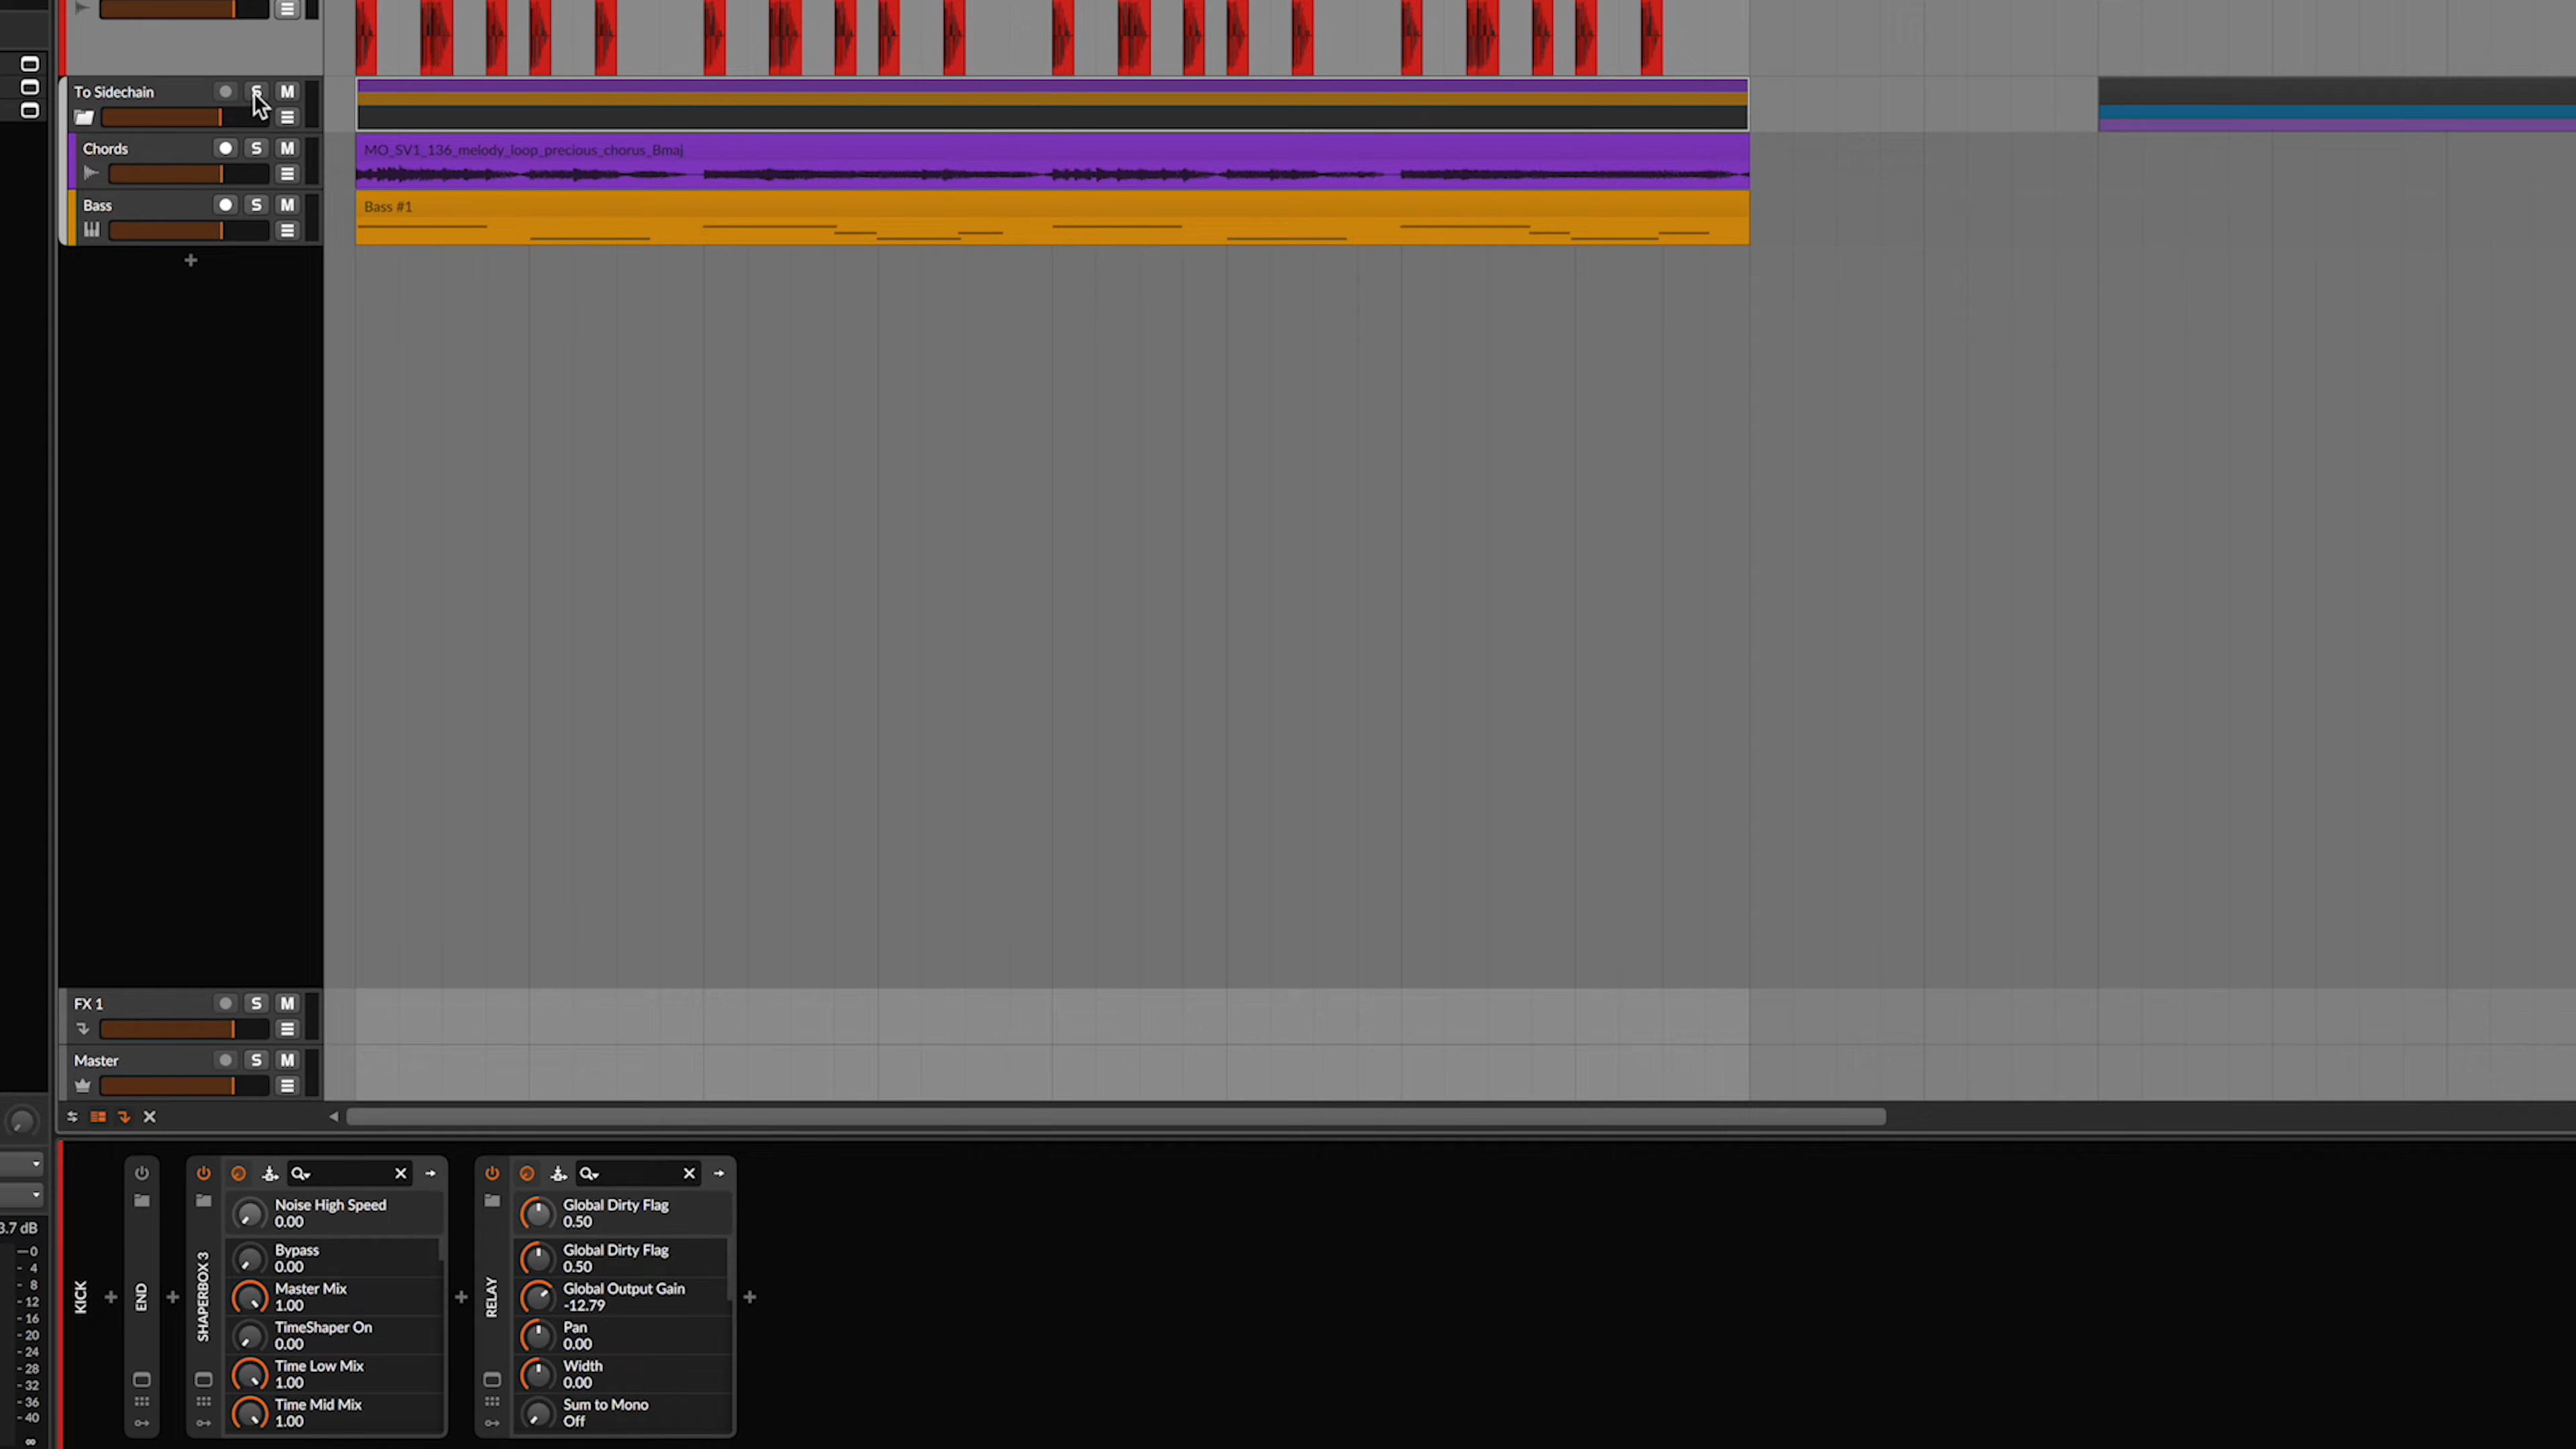 To Sidechain S M
Chords S M
MO_SV1_136_melody_loop_precious_chorus_Bmaj
Bass S M
Bass #1
FX 1 S M
Master S M
3.7 dB
0
4
8
12
16
20
24
28
32
36
40
∞
KICK
END
SHAPERBOX 3
Noise High Speed
0.00
Bypass
0.00
Master Mix
1.00
TimeShaper On
0.00
Time Low Mix
1.00
Time Mid Mix
1.00
RELAY
Global Dirty Flag
0.50
Global Dirty Flag
0.50
Global Output Gain
-12.79
Pan
0.00
Width
0.00
Sum to Mono
Off